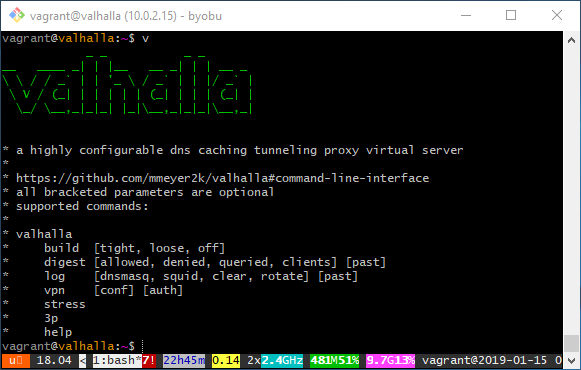 vagrant@valhalla (10.0.2.15) - byobu
vagrant@valhalla:~$ v
valhalla
* a highly configurable dns caching tunneling proxy virtual server
*
* https://github.com/mmeyer2k/valhalla#command-line-interface
* all bracketed parameters are optional
* supported commands:
*
* valhalla
*     build  [tight, loose, off]
*     digest [allowed, denied, queried, clients] [past]
*     log    [dnsmasq, squid, clear, rotate] [past]
*     vpn    [conf] [auth]
*     stress
*     3p
*     help
vagrant@valhalla:~$
u 18.04 < 1:bash*7! 22h45m 0.14 2x2.4GHz 481M51% 9.7G13% vagrant@2019-01-15 0